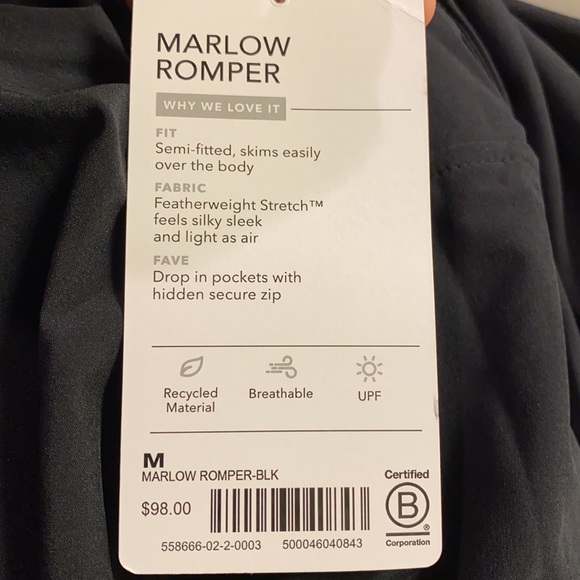 MARLOW
ROMPER
WHY WE LOVE IT
FIT
Semi-fitted, skims easily
over the body
FABRIC
Featherweight Stretch™
feels silky sleek
and light as air
FAVE
Drop in pockets with
hidden secure zip
Recycled
Material
Breathable
UPF
M
MARLOW ROMPER-BLK
$98.00
558666-02-2-0003 500046040843
Certified
B
®
Corporation